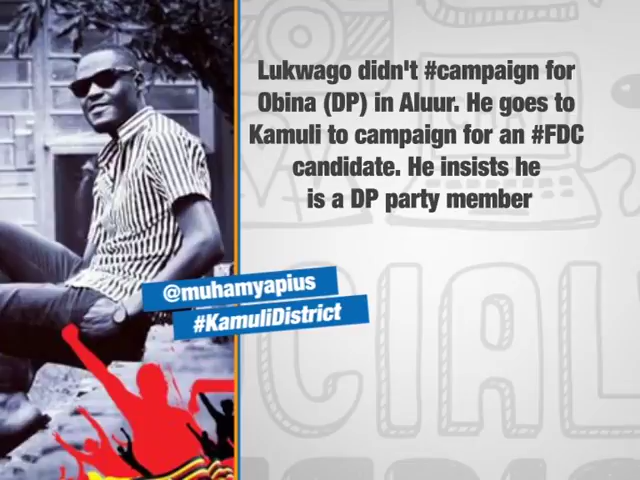 Lukwago didn't #campaign for
Obina (DP) in Aluur. He goes to
Kamuli to campaign for an #FDC
candidate. He insists he
is a DP party member
@muhamyapius
#KamuliDistrict
CIAL